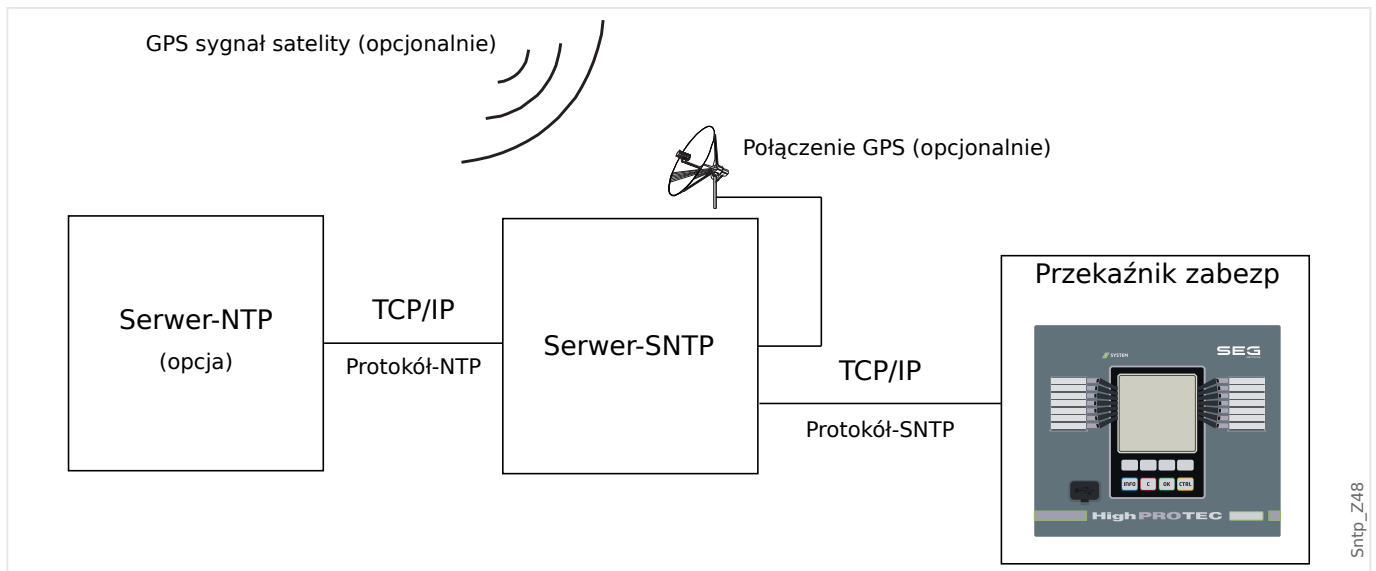 GPS sygnał satelity (opcjonalnie)
Połączenie GPS (opcjonalnie)
Serwer-NTP
(opcja)
TCP/IP
Protokół-NTP
Serwer-SNTP
TCP/IP
Protokół-SNTP
Przekaźnik zabezp
SYSTEM
SEG
INFO
C
OK
CTRL
HighPROTEC
Sntp_Z48